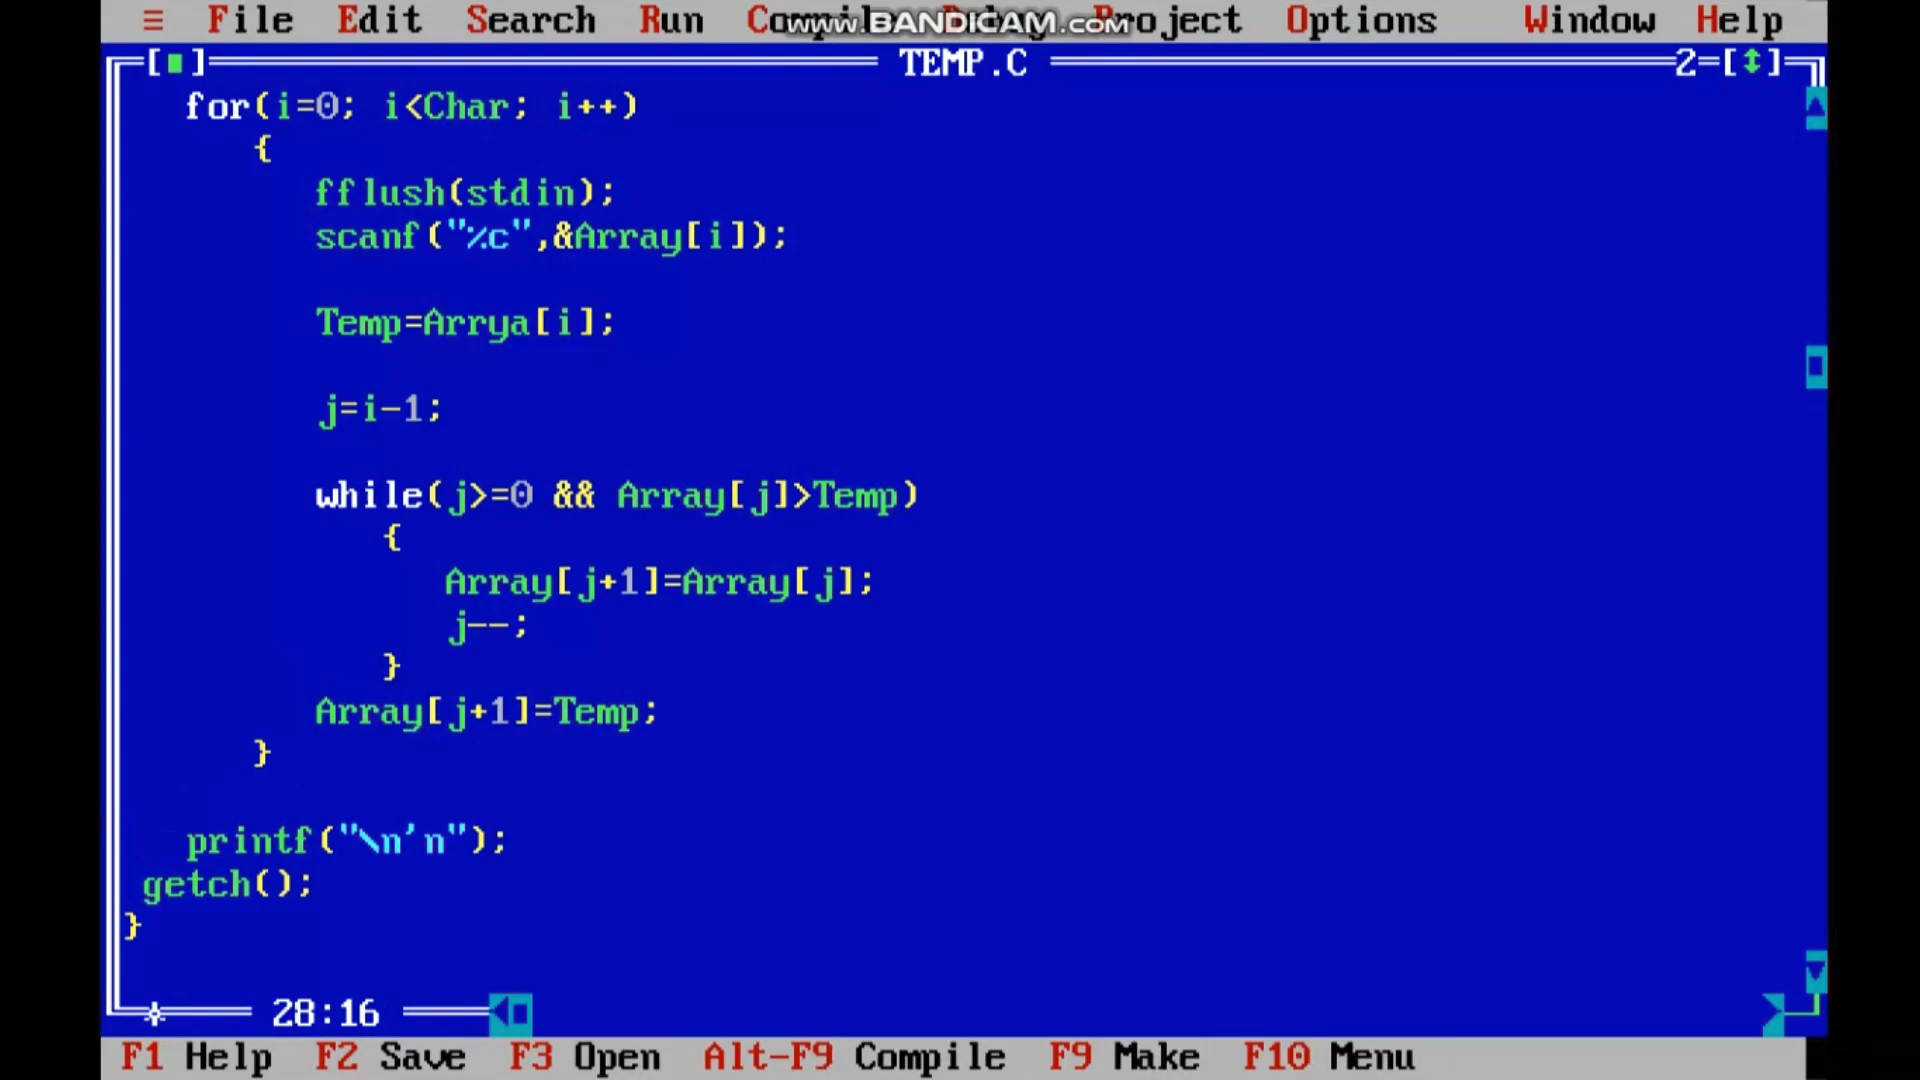 ≡ File Edit Search Run Project Options Window Help
www.BANDICAM.com
TEMP.C
2
for(i=0; i<Char; i++)
{
fflush(stdin);
scanf("%c",&Array[i]);
Temp=Arrya[i];
j=i-1;
while(j>=0 && Array[j]>Temp)
{
Array[j+1]=Array[j];
j--;
}
Array[j+1]=Temp;
}
printf("\n'n");
getch();
}
28:16
F1 Help F2 Save F3 Open Alt-F9 Compile F9 Make F10 Menu